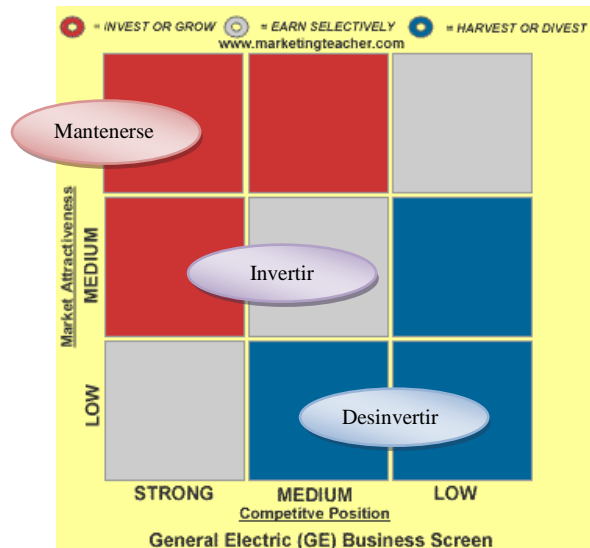 = INVEST OR GROW = EARN SELECTIVELY = HARVEST OR DIVEST
www.marketingteacher.com
Mantenerse
Market Attractiveness
MEDIUM
Invertir
LOW
Desinvertir
STRONG MEDIUM LOW
Competitve Position
General Electric (GE) Business Screen